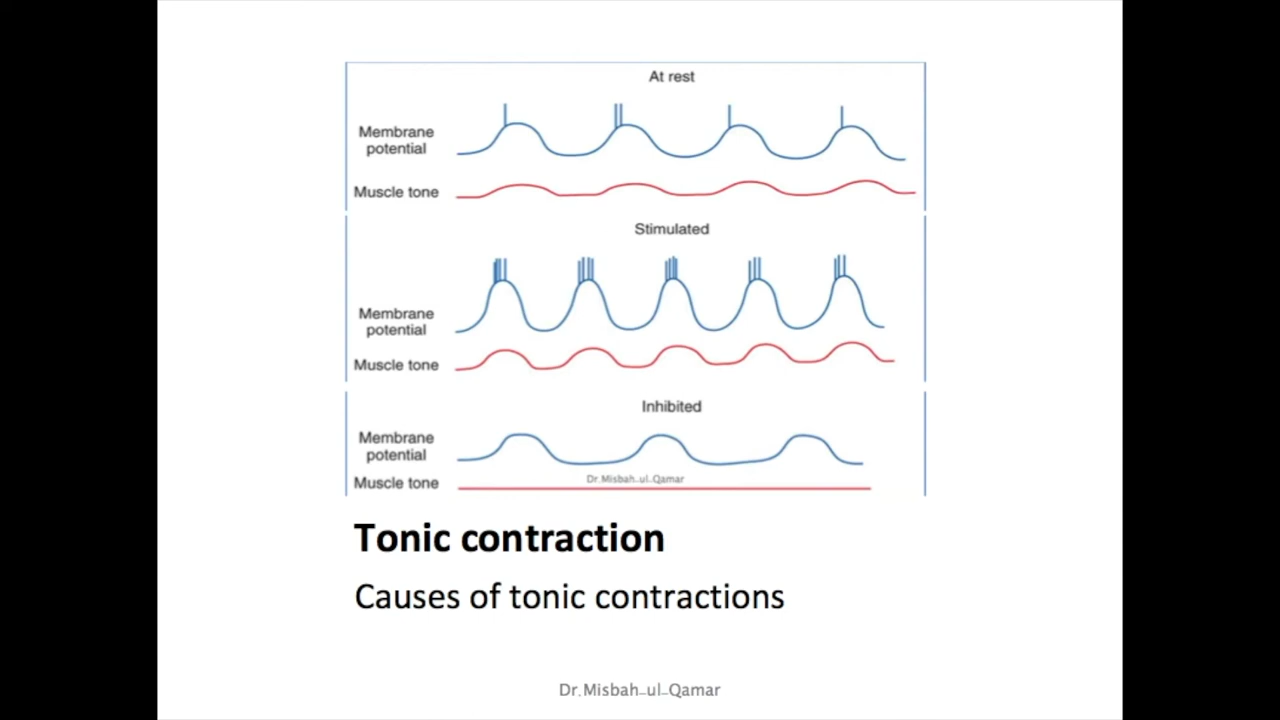 At rest
Membrane
potential
Muscle tone
Stimulated
Membrane
potential
Muscle tone
Inhibited
Membrane
potential
Dr.Misbah-ul-Qamar
Muscle tone
Tonic contraction
Causes of tonic contractions
Dr.Misbah-ul-Qamar